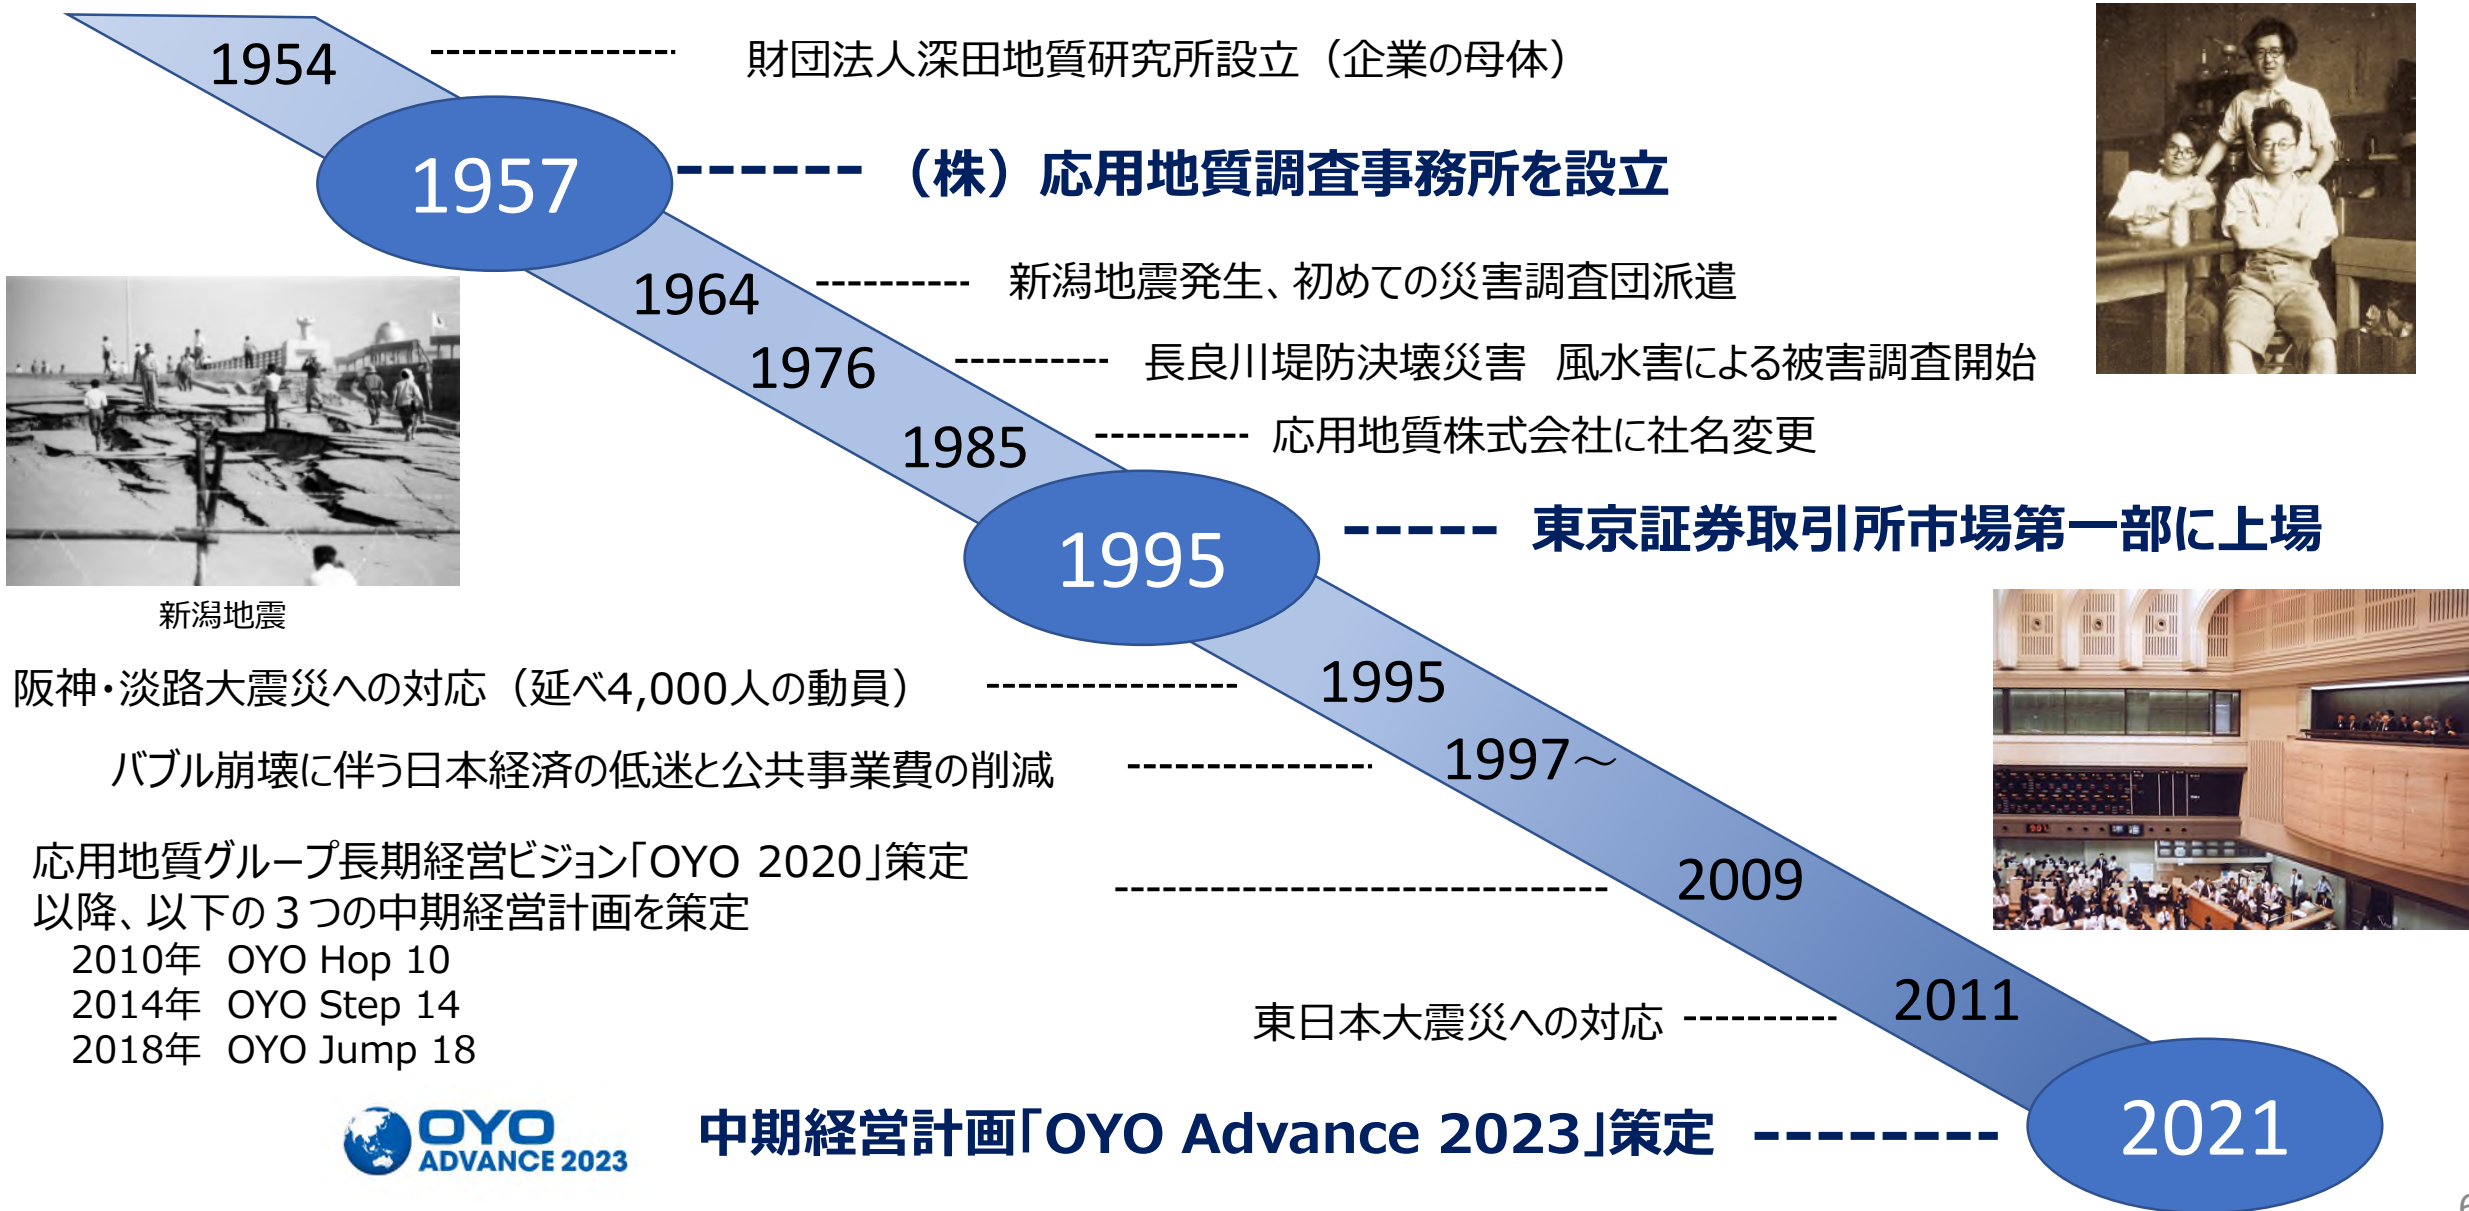 1954
財団法人深田地質研究所設立（企業の母体）
1957
（株）応用地質調査事務所を設立
1964
新潟地震発生、初めての災害調査団派遣
1976
長良川堤防決壊災害　風水害による被害調査開始
1985
応用地質株式会社に社名変更
1995
東京証券取引所市場第一部に上場
新潟地震
阪神・淡路大震災への対応（延べ4,000人の動員）
1995
バブル崩壊に伴う日本経済の低迷と公共事業費の削減
1997～
応用地質グループ長期経営ビジョン「OYO 2020」策定
以降、以下の３つの中期経営計画を策定
2009
2010年　OYO Hop 10
2014年　OYO Step 14
2018年　OYO Jump 18
東日本大震災への対応
2011
OYO
ADVANCE 2023
中期経営計画「OYO Advance 2023」策定
2021